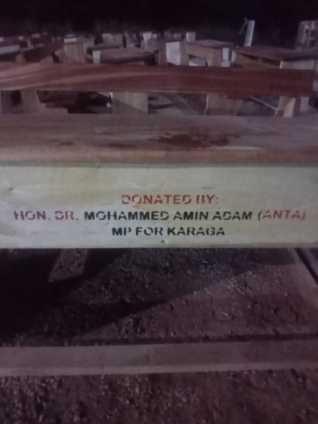 DONATED BY:
HON. DR. MOHAMMED AMIN ADAM (ANTA)
MP FOR KARAGA